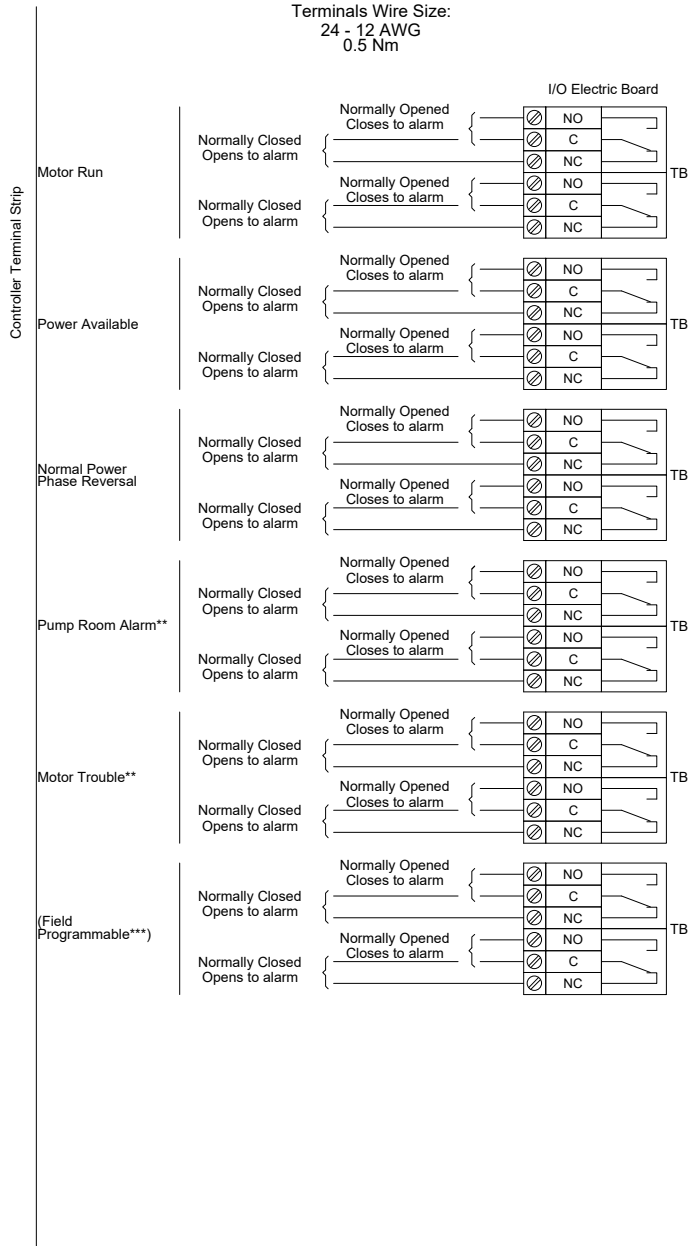 Terminals Wire Size:
24 - 12 AWG
0.5 Nm
I/O Electric Board
Controller Terminal Strip
Motor Run
Normally Opened
Closes to alarm
Normally Closed
Opens to alarm
NO
C
NC
TB
Normally Opened
Closes to alarm
Normally Closed
Opens to alarm
NO
C
NC
Power Available
Normally Opened
Closes to alarm
Normally Closed
Opens to alarm
NO
C
NC
TB
Normally Opened
Closes to alarm
Normally Closed
Opens to alarm
NO
C
NC
Normal Power
Phase Reversal
Normally Opened
Closes to alarm
Normally Closed
Opens to alarm
NO
C
NC
TB
Normally Opened
Closes to alarm
Normally Closed
Opens to alarm
NO
C
NC
Pump Room Alarm**
Normally Opened
Closes to alarm
Normally Closed
Opens to alarm
NO
C
NC
TB
Normally Opened
Closes to alarm
Normally Closed
Opens to alarm
NO
C
NC
Motor Trouble**
Normally Opened
Closes to alarm
Normally Closed
Opens to alarm
NO
C
NC
TB
Normally Opened
Closes to alarm
Normally Closed
Opens to alarm
NO
C
NC
(Field
Programmable***)
Normally Opened
Closes to alarm
Normally Closed
Opens to alarm
NO
C
NC
TB
Normally Opened
Closes to alarm
Normally Closed
Opens to alarm
NO
C
NC